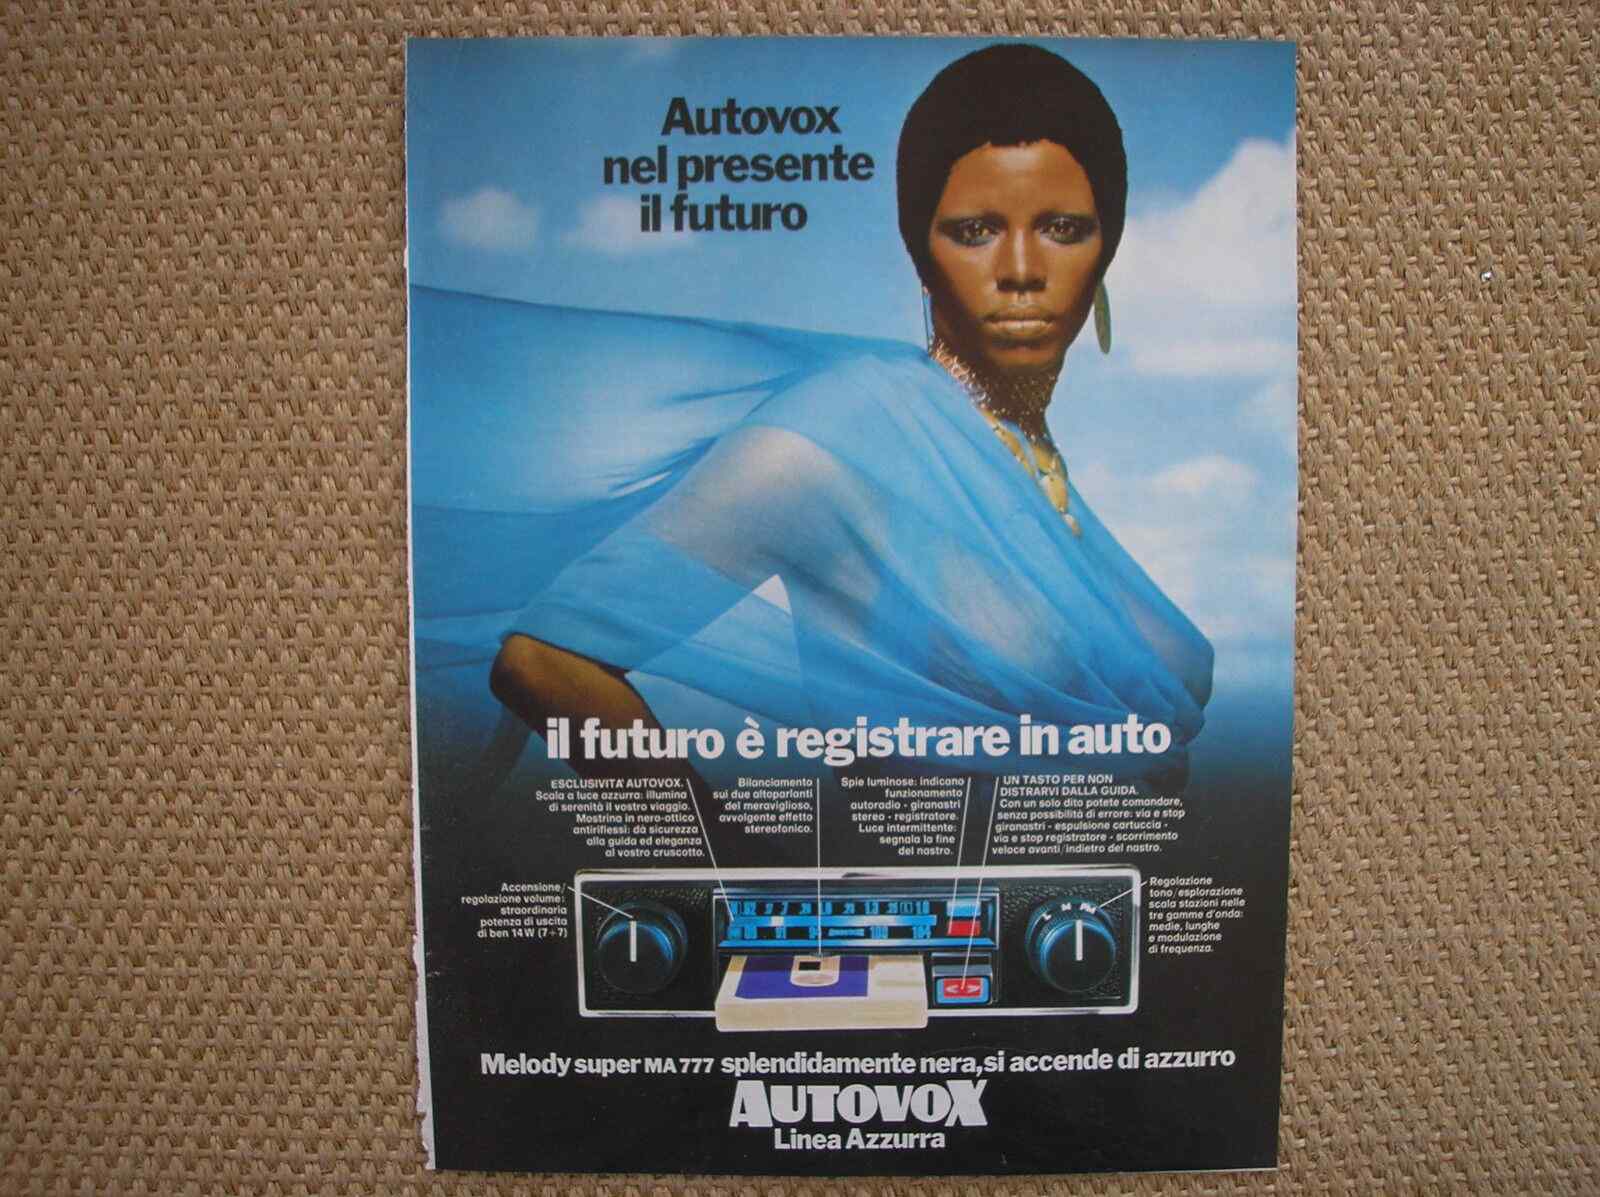 Autovox
nel presente
il futuro
il futuro è registrare in auto
ESCLUSIVITA' AUTOVOX.
Scala a luce azzurra: illumina
di serenità il vostro viaggio.
Mostrina in nero-ottico
antiriflessi: dà sicurezza
alla guida ed eleganza
al vostro cruscotto.
Bilanciamento
sui due altoparlanti
del meraviglioso,
avvolgente effetto
stereofonico.
Spie luminose: indicano
funzionamento
autoradio - giranastri
stereo - registratore.
Luce intermittente:
segnala la fine
del nastro.
UN TASTO PER NON
DISTRARVI DALLA GUIDA.
Con un solo dito potete comandare,
senza possibilità di errore: via e stop
giranastri - espulsione cartuccia -
via e stop registratore - scorrimento
veloce avanti/indietro del nastro.
Accensione/
regolazione volume:
straordinaria
potenza di uscita
di ben 14 W (7+7)
Regolazione
tono/esplorazione
scala stazioni nelle
tre gamme d'onda:
medie, lunghe
e modulazione
di frequenza.
L M FM
Melody super MA 777 splendidamente nera, si accende di azzurro
AUTOVOX
Linea Azzurra